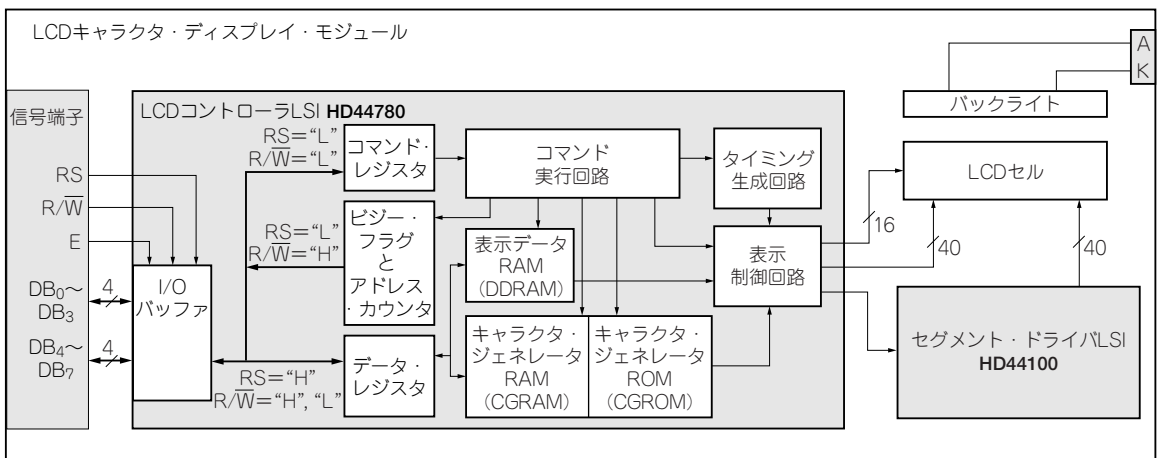 LCDキャラクタ・ディスプレイ・モジュール
A
K
バックライト
信号端子
RS
R/W̅
E
DB₀〜
DB₃
4
DB₄〜
DB₇
4
I/O
バッファ
LCDコントローラLSI HD44780
RS=“L”
R/W̅=“L”
コマンド・
レジスタ
コマンド
実行回路
タイミング
生成回路
LCDセル
RS=“L”
R/W̅=“H”
ビジー・
フラグ
と
アドレス
・カウンタ
表示データ
RAM
(DDRAM)
表示
制御回路
16
40
40
RS=“H”
R/W̅=“H”, “L”
データ・
レジスタ
キャラクタ・
ジェネレータ
RAM
(CGRAM)
キャラクタ・
ジェネレータ
ROM
(CGROM)
セグメント・ドライバLSI
HD44100